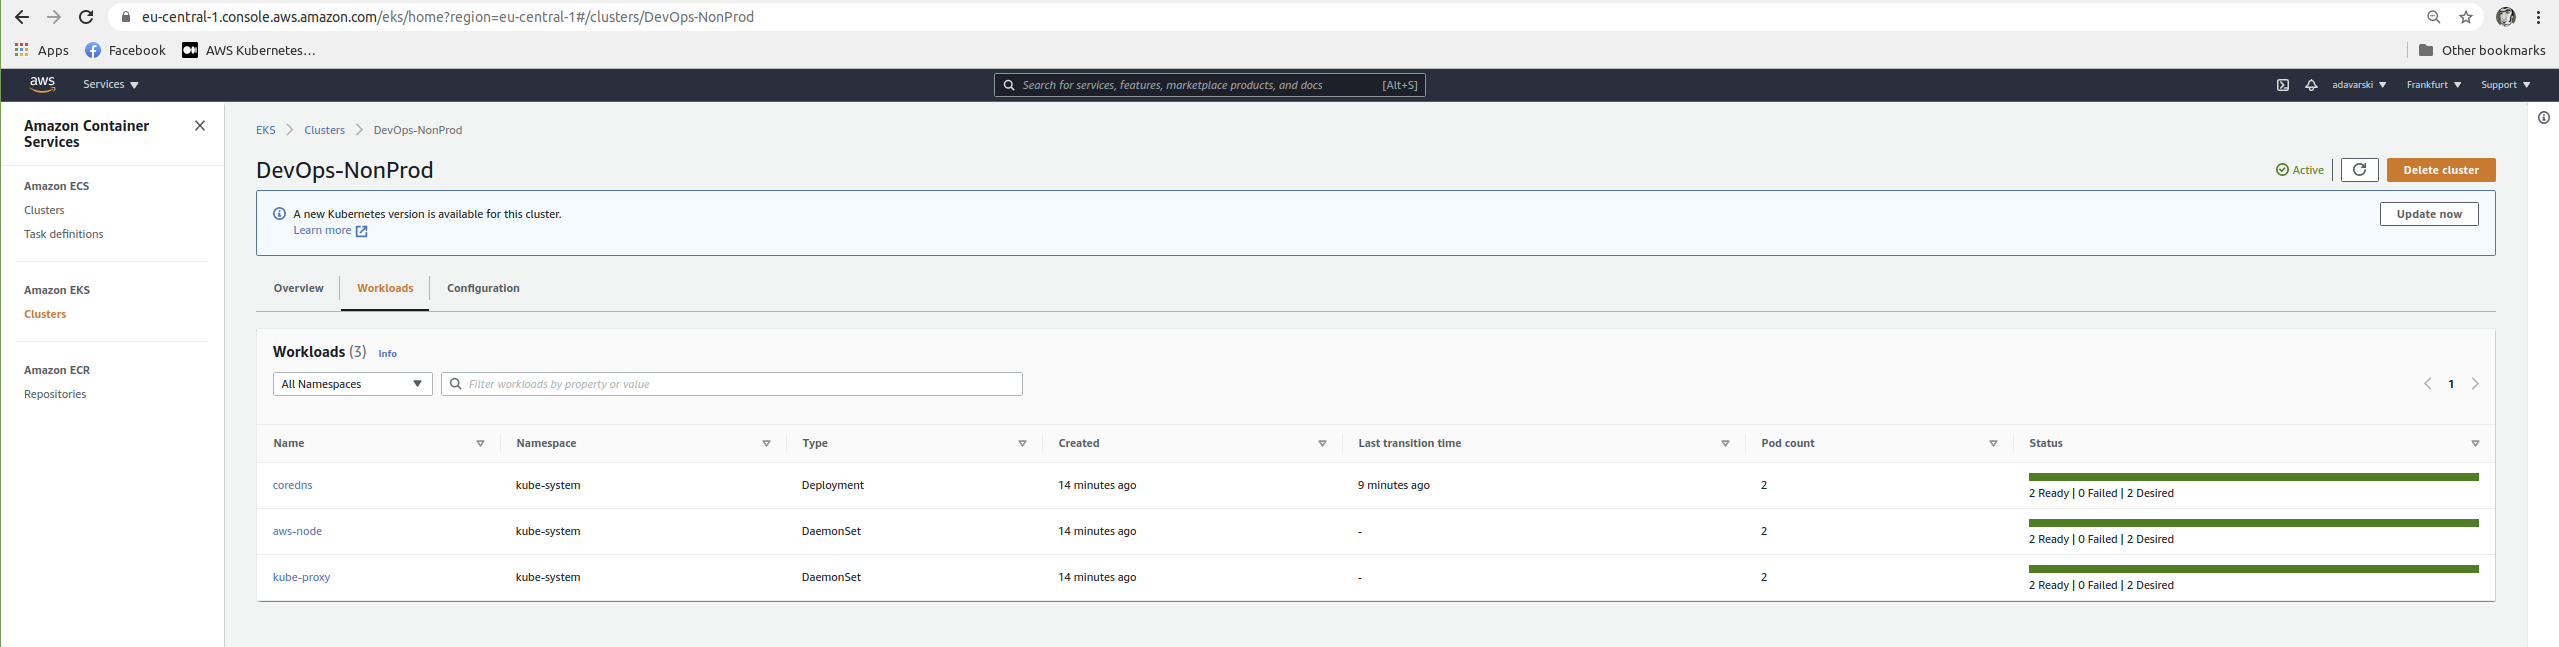 eu-central-1.console.aws.amazon.com/eks/home?region=eu-central-1#/clusters/DevOps-NonProd
Apps Facebook AWS Kubernetes... Other bookmarks
aws Services Search for services, features, marketplace products, and docs [Alt+S] adavarski Frankfurt Support
Amazon Container Services
Amazon ECS
Clusters
Task definitions
Amazon EKS
Clusters
Amazon ECR
Repositories
EKS Clusters DevOps-NonProd
DevOps-NonProd Active Delete cluster
A new Kubernetes version is available for this cluster. Update now
Learn more
Overview Workloads Configuration
Workloads (3) Info
All Namespaces Filter workloads by property or value 1
Name Namespace Type Created Last transition time Pod count Status
coredns kube-system Deployment 14 minutes ago 9 minutes ago 2 2 Ready | 0 Failed | 2 Desired
aws-node kube-system DaemonSet 14 minutes ago - 2 2 Ready | 0 Failed | 2 Desired
kube-proxy kube-system DaemonSet 14 minutes ago - 2 2 Ready | 0 Failed | 2 Desired